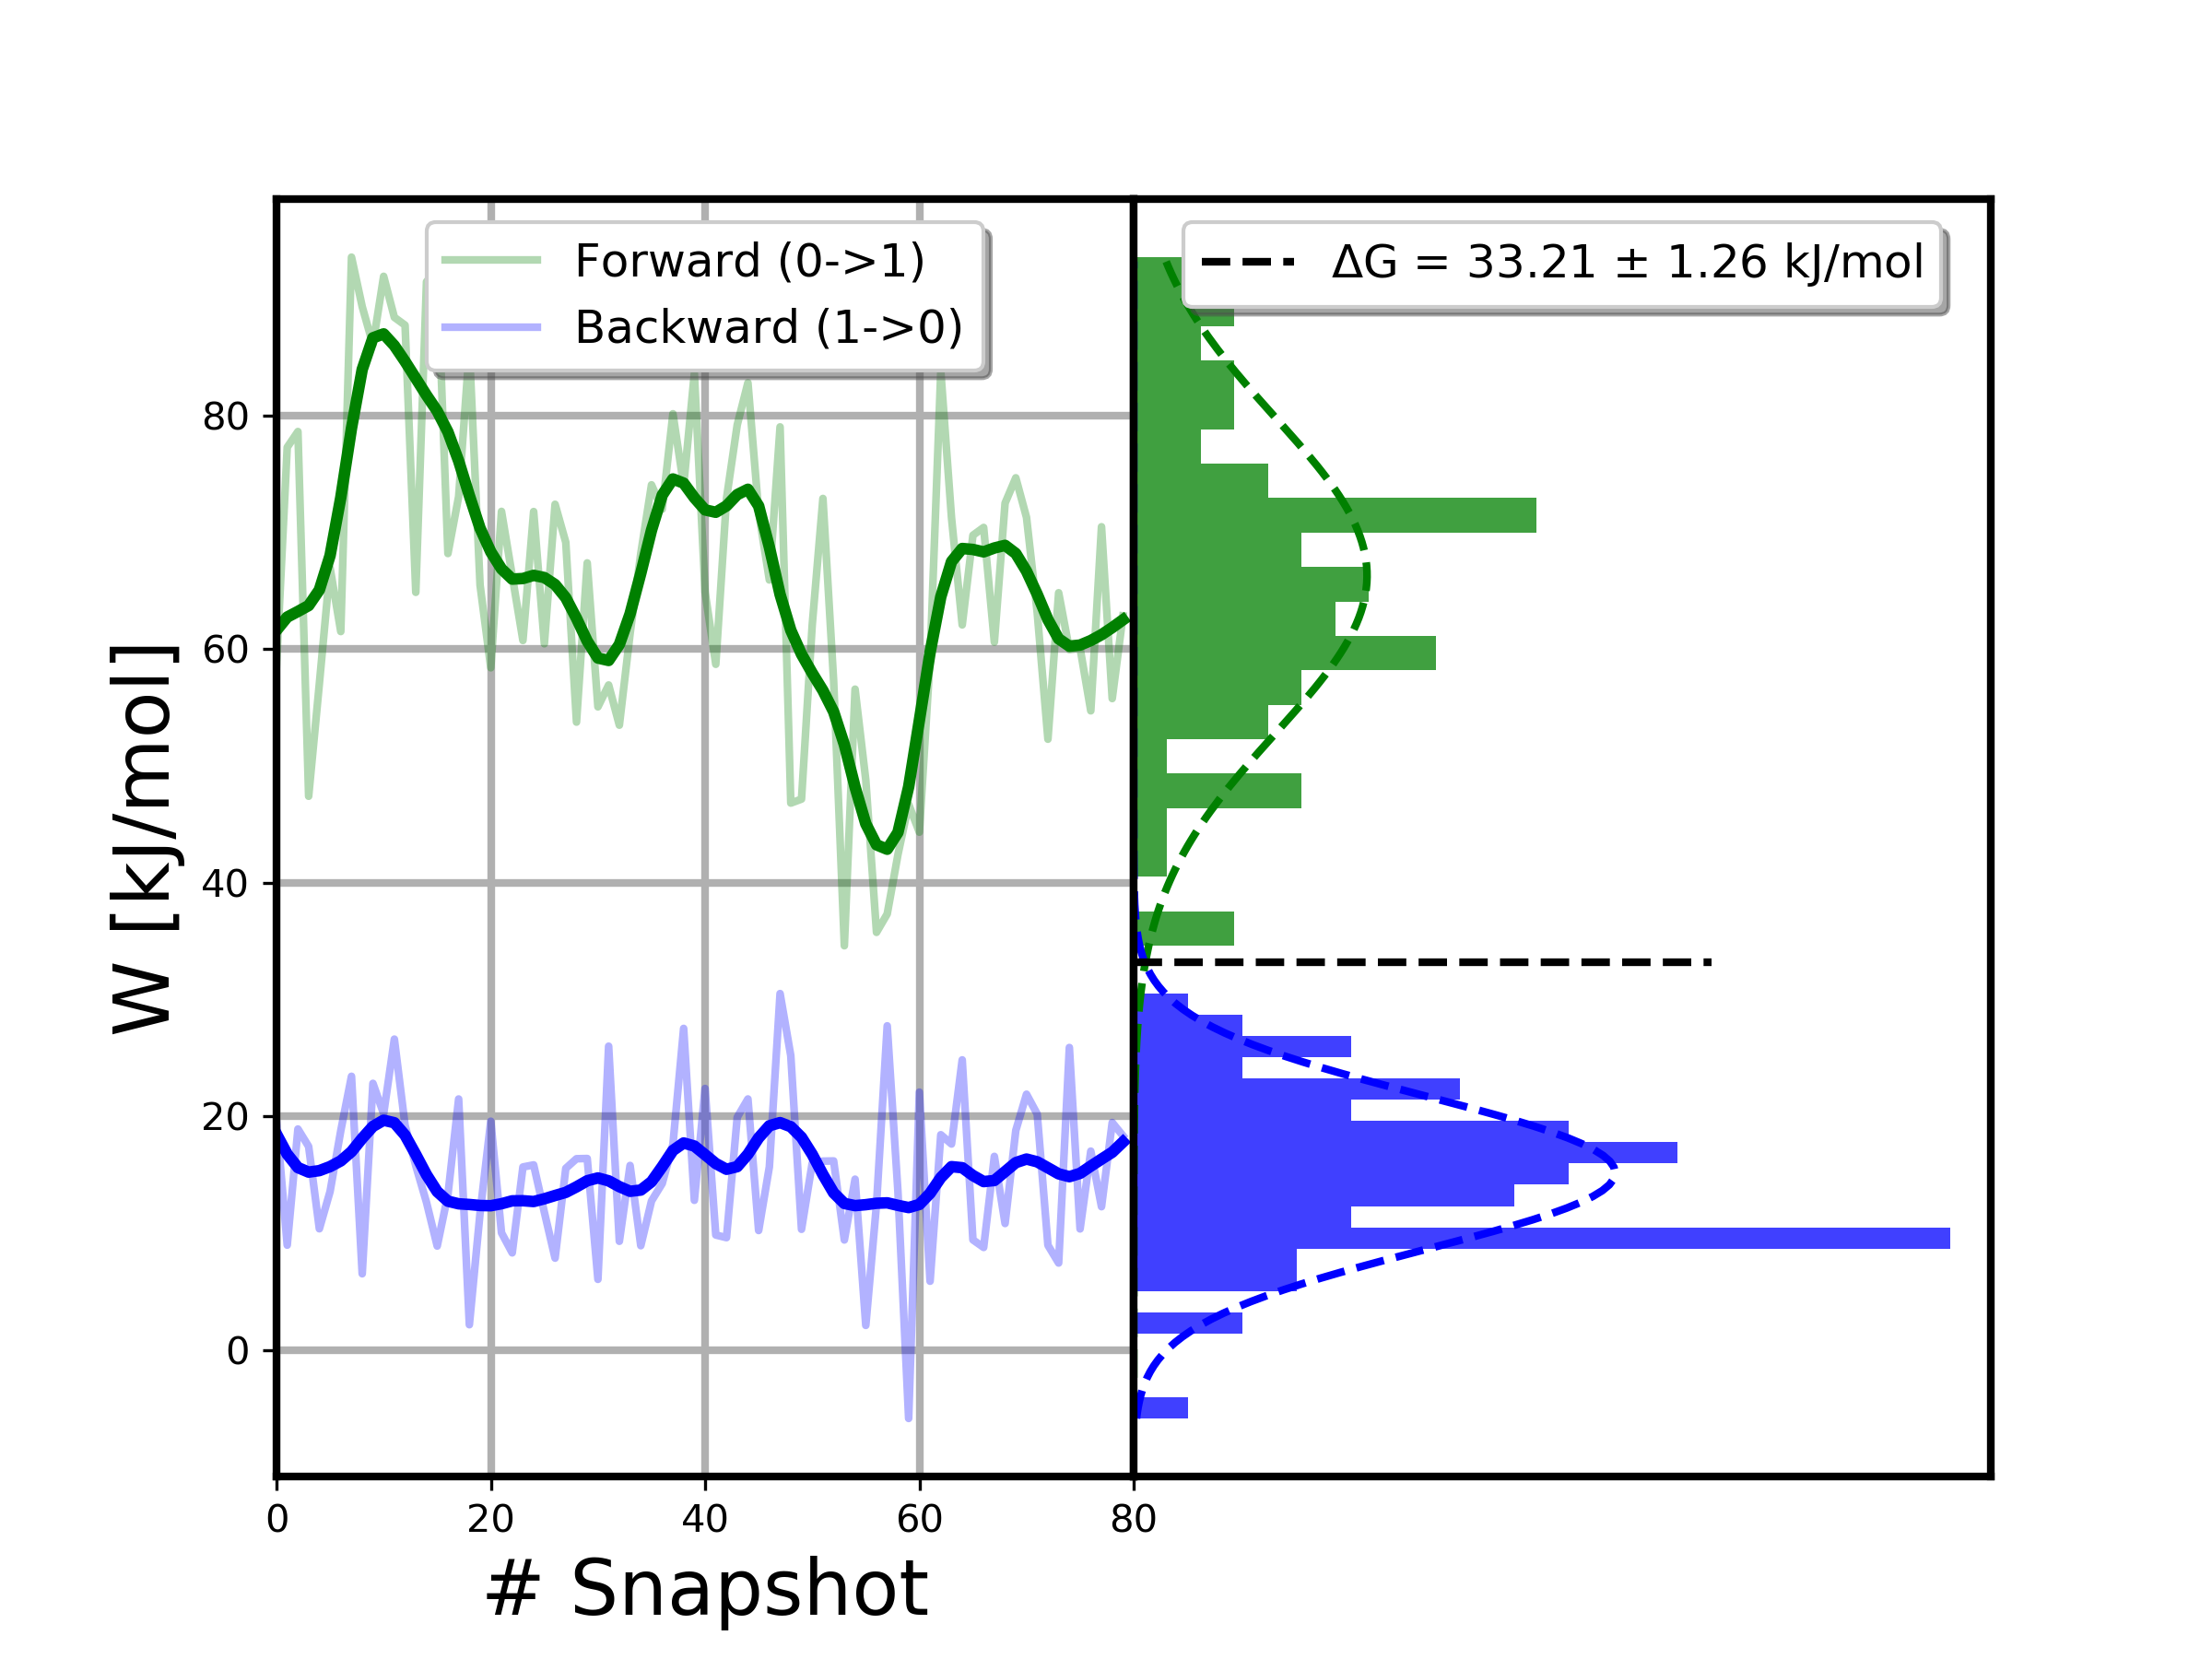 Forward (0->1)
Backward (1->0)
ΔG = 33.21 ± 1.26 kJ/mol
W [kJ/mol]
80
60
40
20
0
0 20 40 60 80
# Snapshot